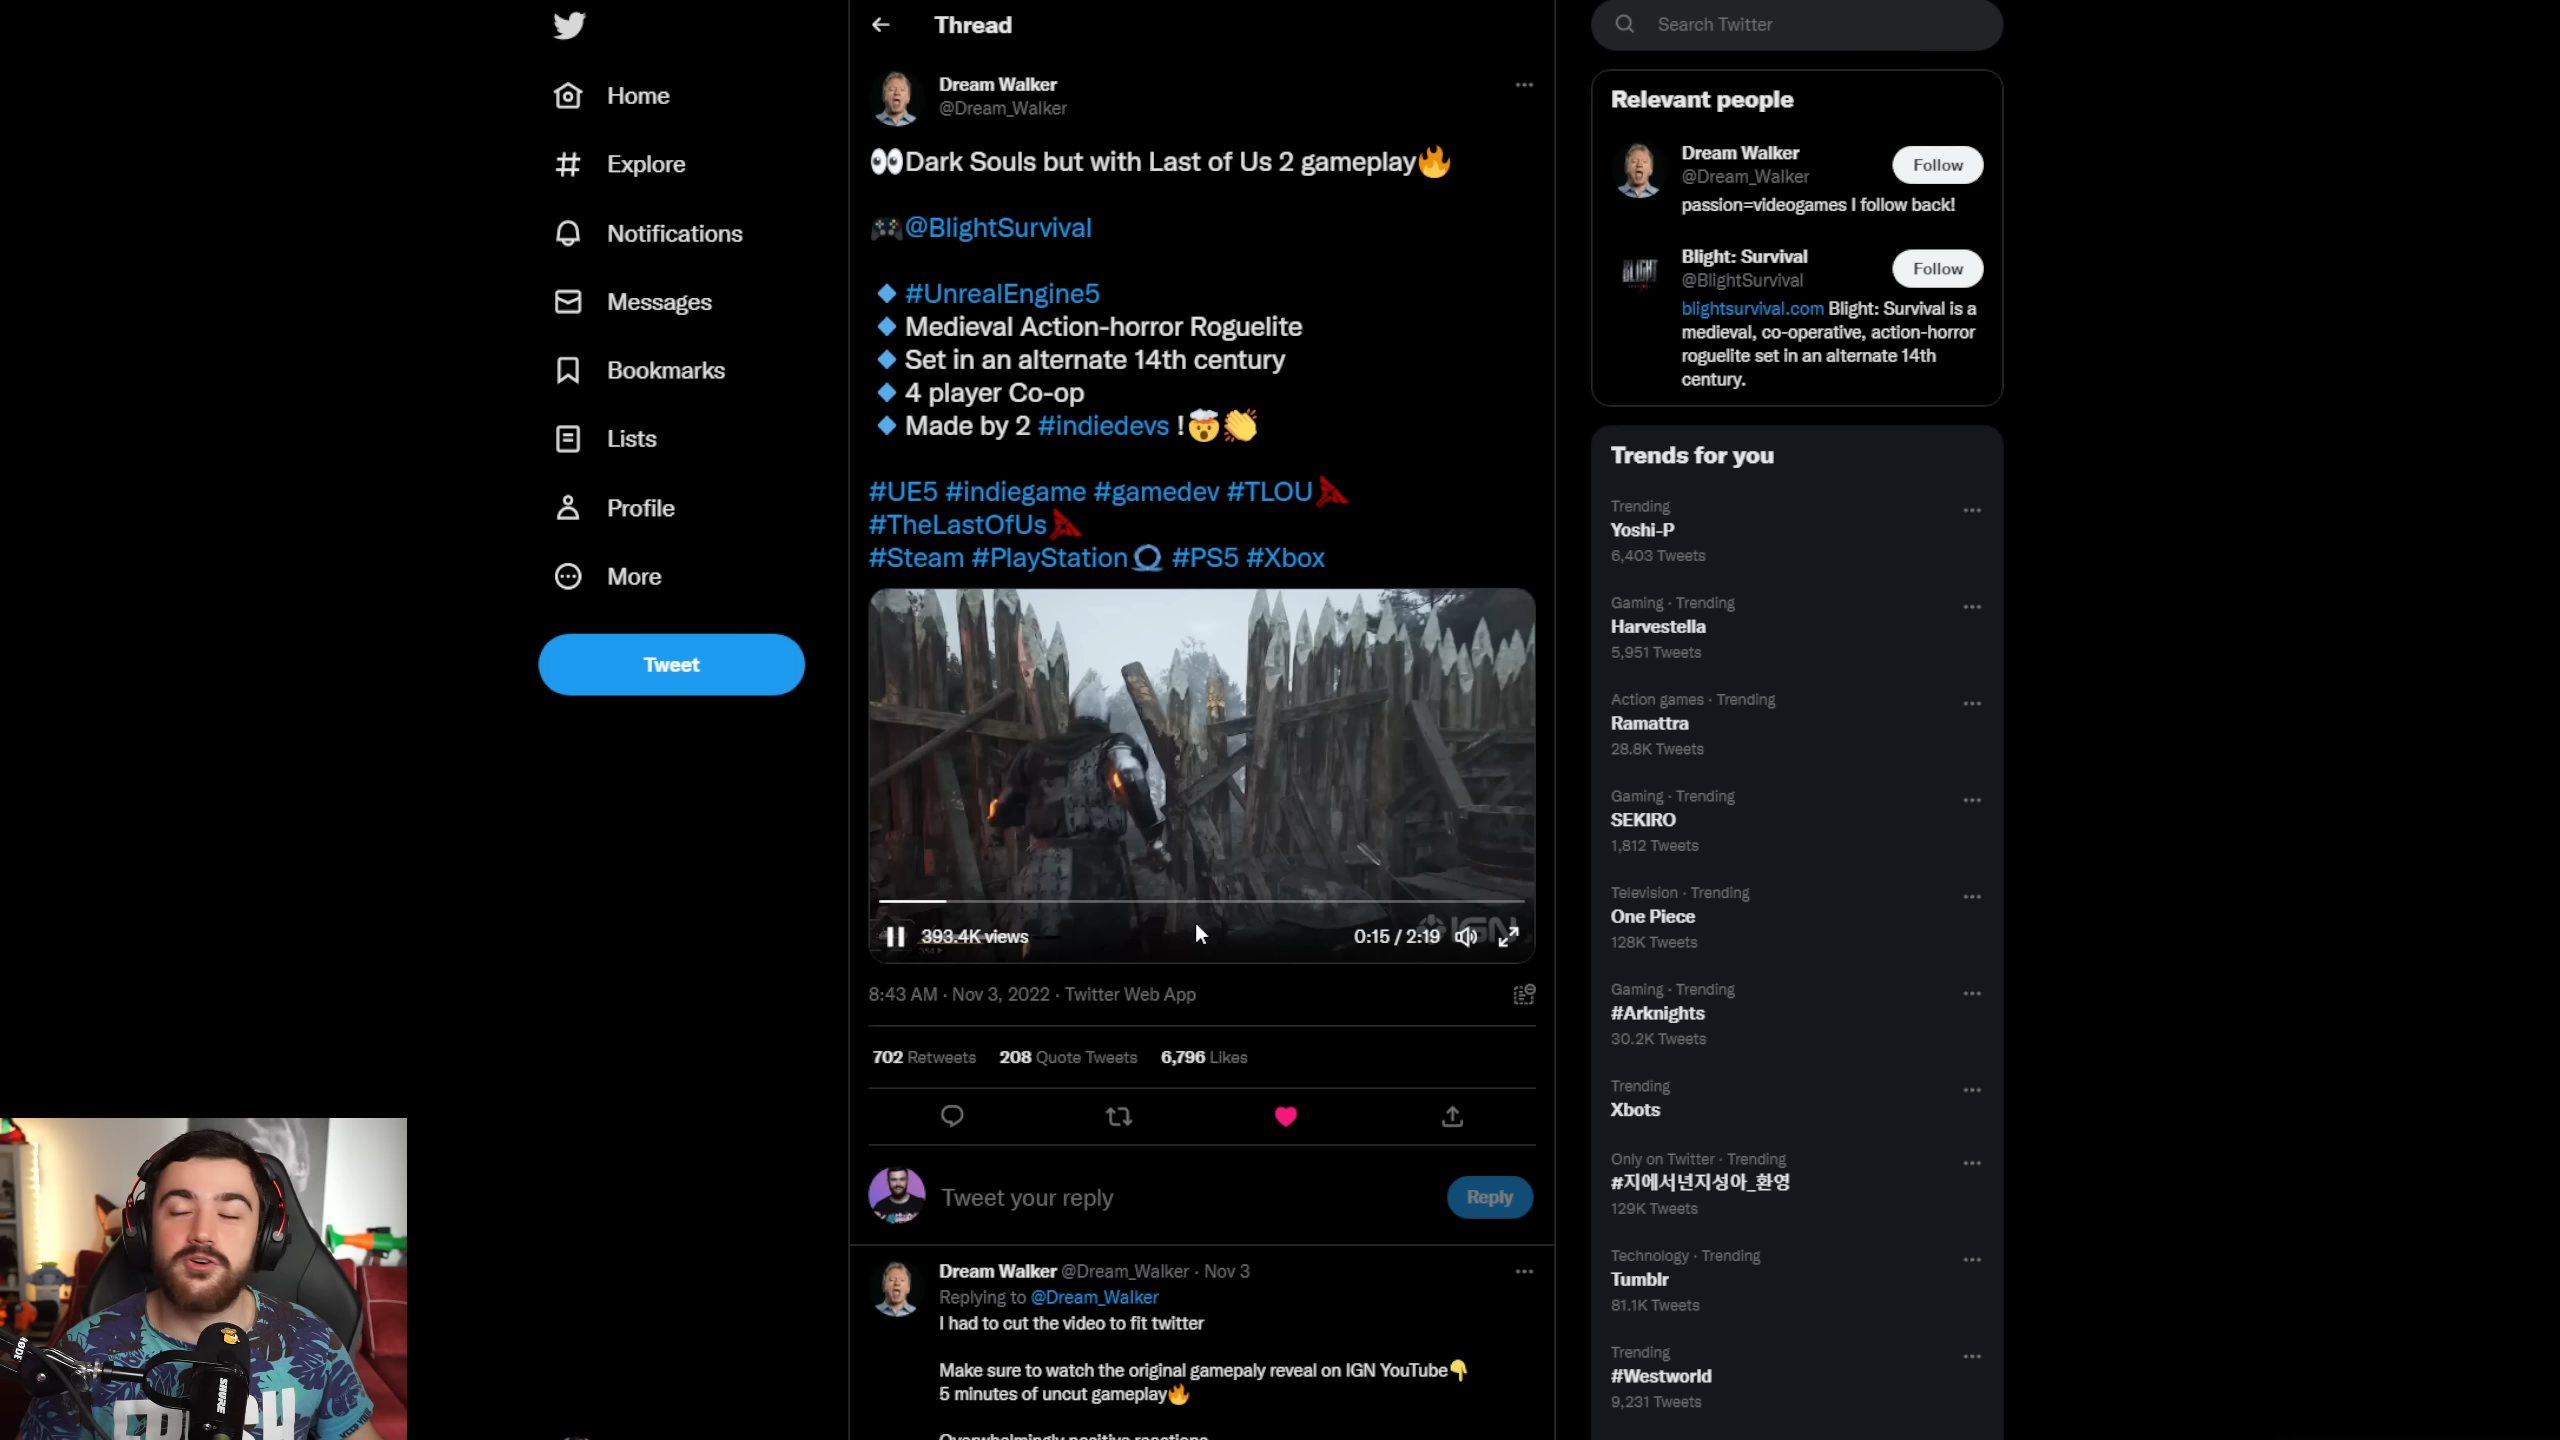 Home
Explore
Notifications
Messages
Bookmarks
Lists
Profile
More
Tweet
Thread
Dream Walker
@Dream_Walker
👀Dark Souls but with Last of Us 2 gameplay🔥
🎮@BlightSurvival
🔹#UnrealEngine5
🔹Medieval Action-horror Roguelite
🔹Set in an alternate 14th century
🔹4 player Co-op
🔹Made by 2 #indiedevs !🤯👏
#UE5 #indiegame #gamedev #TLOU
#TheLastOfUs
#Steam #PlayStation #PS5 #Xbox
IGN
393.4K views
0:15 / 2:19
8:43 AM · Nov 3, 2022 · Twitter Web App
702 Retweets 208 Quote Tweets 6,796 Likes
Tweet your reply
Reply
Dream Walker @Dream_Walker · Nov 3
Replying to @Dream_Walker
I had to cut the video to fit twitter
Make sure to watch the original gamepaly reveal on IGN YouTube👇
5 minutes of uncut gameplay🔥
Overwhelmingly positive reactions
Search Twitter
Relevant people
Dream Walker
@Dream_Walker
Follow
passion=videogames I follow back!
BLIGHT
Blight: Survival
@BlightSurvival
Follow
blightsurvival.com Blight: Survival is a
medieval, co-operative, action-horror
roguelite set in an alternate 14th
century.
Trends for you
Trending
Yoshi-P
6,403 Tweets
Gaming · Trending
Harvestella
5,951 Tweets
Action games · Trending
Ramattra
28.8K Tweets
Gaming · Trending
SEKIRO
1,812 Tweets
Television · Trending
One Piece
128K Tweets
Gaming · Trending
#Arknights
30.2K Tweets
Trending
Xbots
Only on Twitter · Trending
#지에서년지성아_환영
129K Tweets
Technology · Trending
Tumblr
81.1K Tweets
Trending
#Westworld
9,231 Tweets
RØDE
SHURE